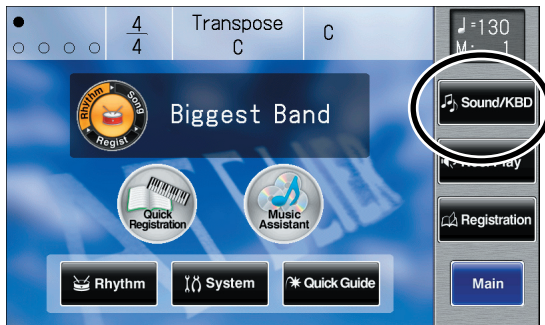 4
4
Transpose
C
C
♩=130
M: 1
Rhythm
Song
Regist
Biggest Band
Sound/KBD
Quick
Registration
Music
Assistant
Registration
Rhythm
System
Quick Guide
Main